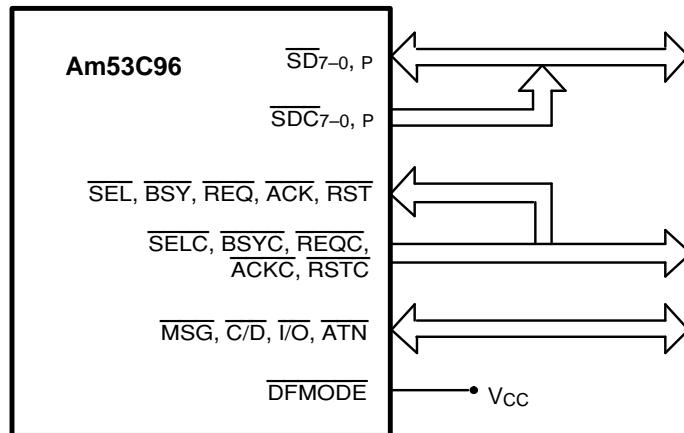 Am53C96
SD7–0, P
SDC7–0, P
SEL, BSY, REQ, ACK, RST
SELC, BSYC, REQC,
ACKC, RSTC
MSG, C/D, I/O, ATN
DFMODE
VCC